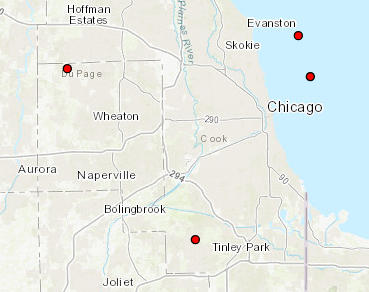 Hoffman
Estates
Evanston
Skokie
Plaines River
Du Page
Chicago
Wheaton
290
Cook
Aurora
Naperville
294
90
Bolingbrook
Tinley Park
Joliet